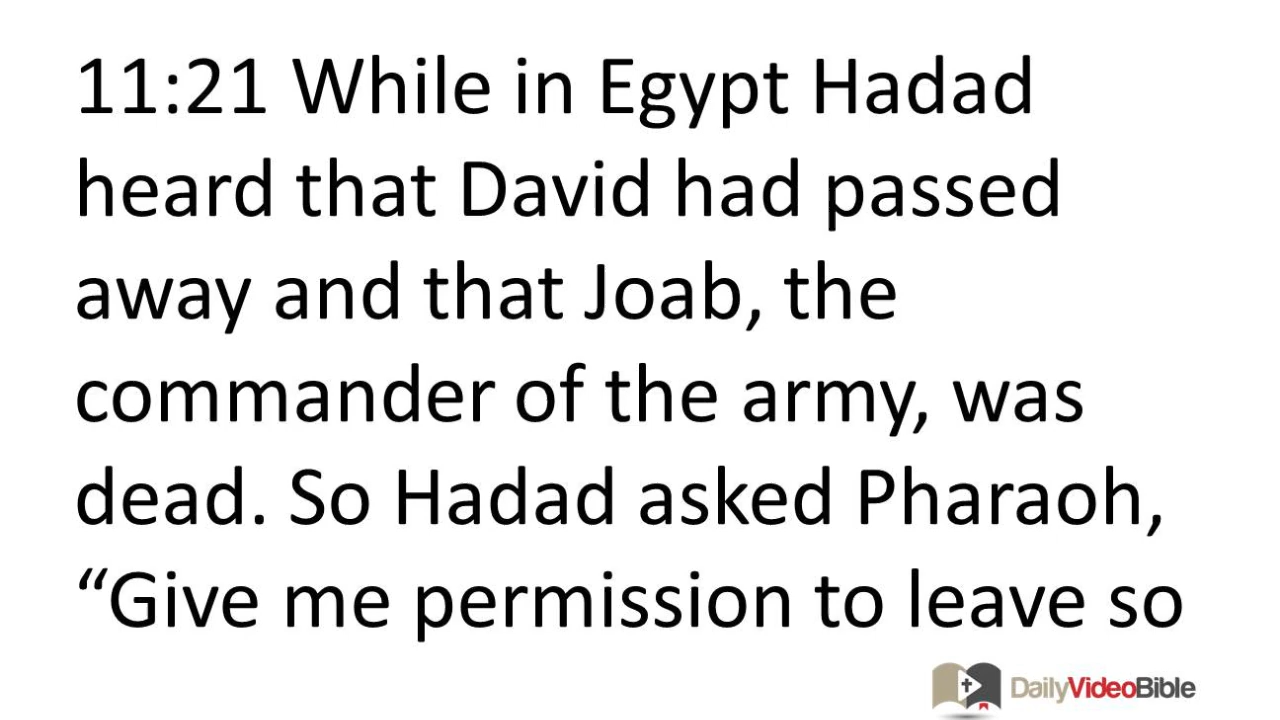 11:21 While in Egypt Hadad
heard that David had passed
away and that Joab, the
commander of the army, was
dead. So Hadad asked Pharaoh,
“Give me permission to leave so
DailyVideoBible